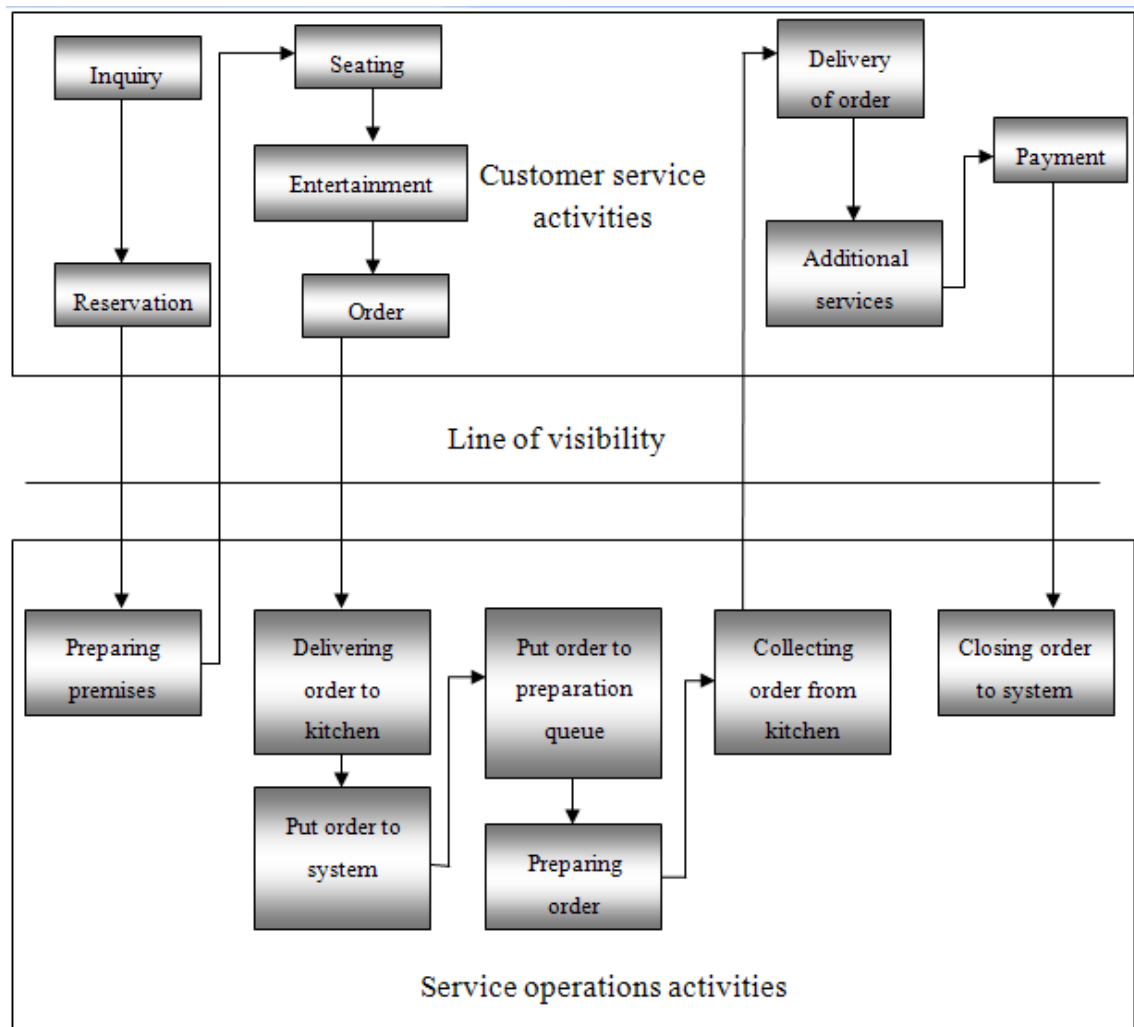 Inquiry
Reservation
Seating
Entertainment
Order
Customer service
activities
Delivery
of order
Additional
services
Payment
Line of visibility
Preparing
premises
Delivering
order to
kitchen
Put order to
system
Put order to
preparation
queue
Preparing
order
Collecting
order from
kitchen
Closing order
to system
Service operations activities